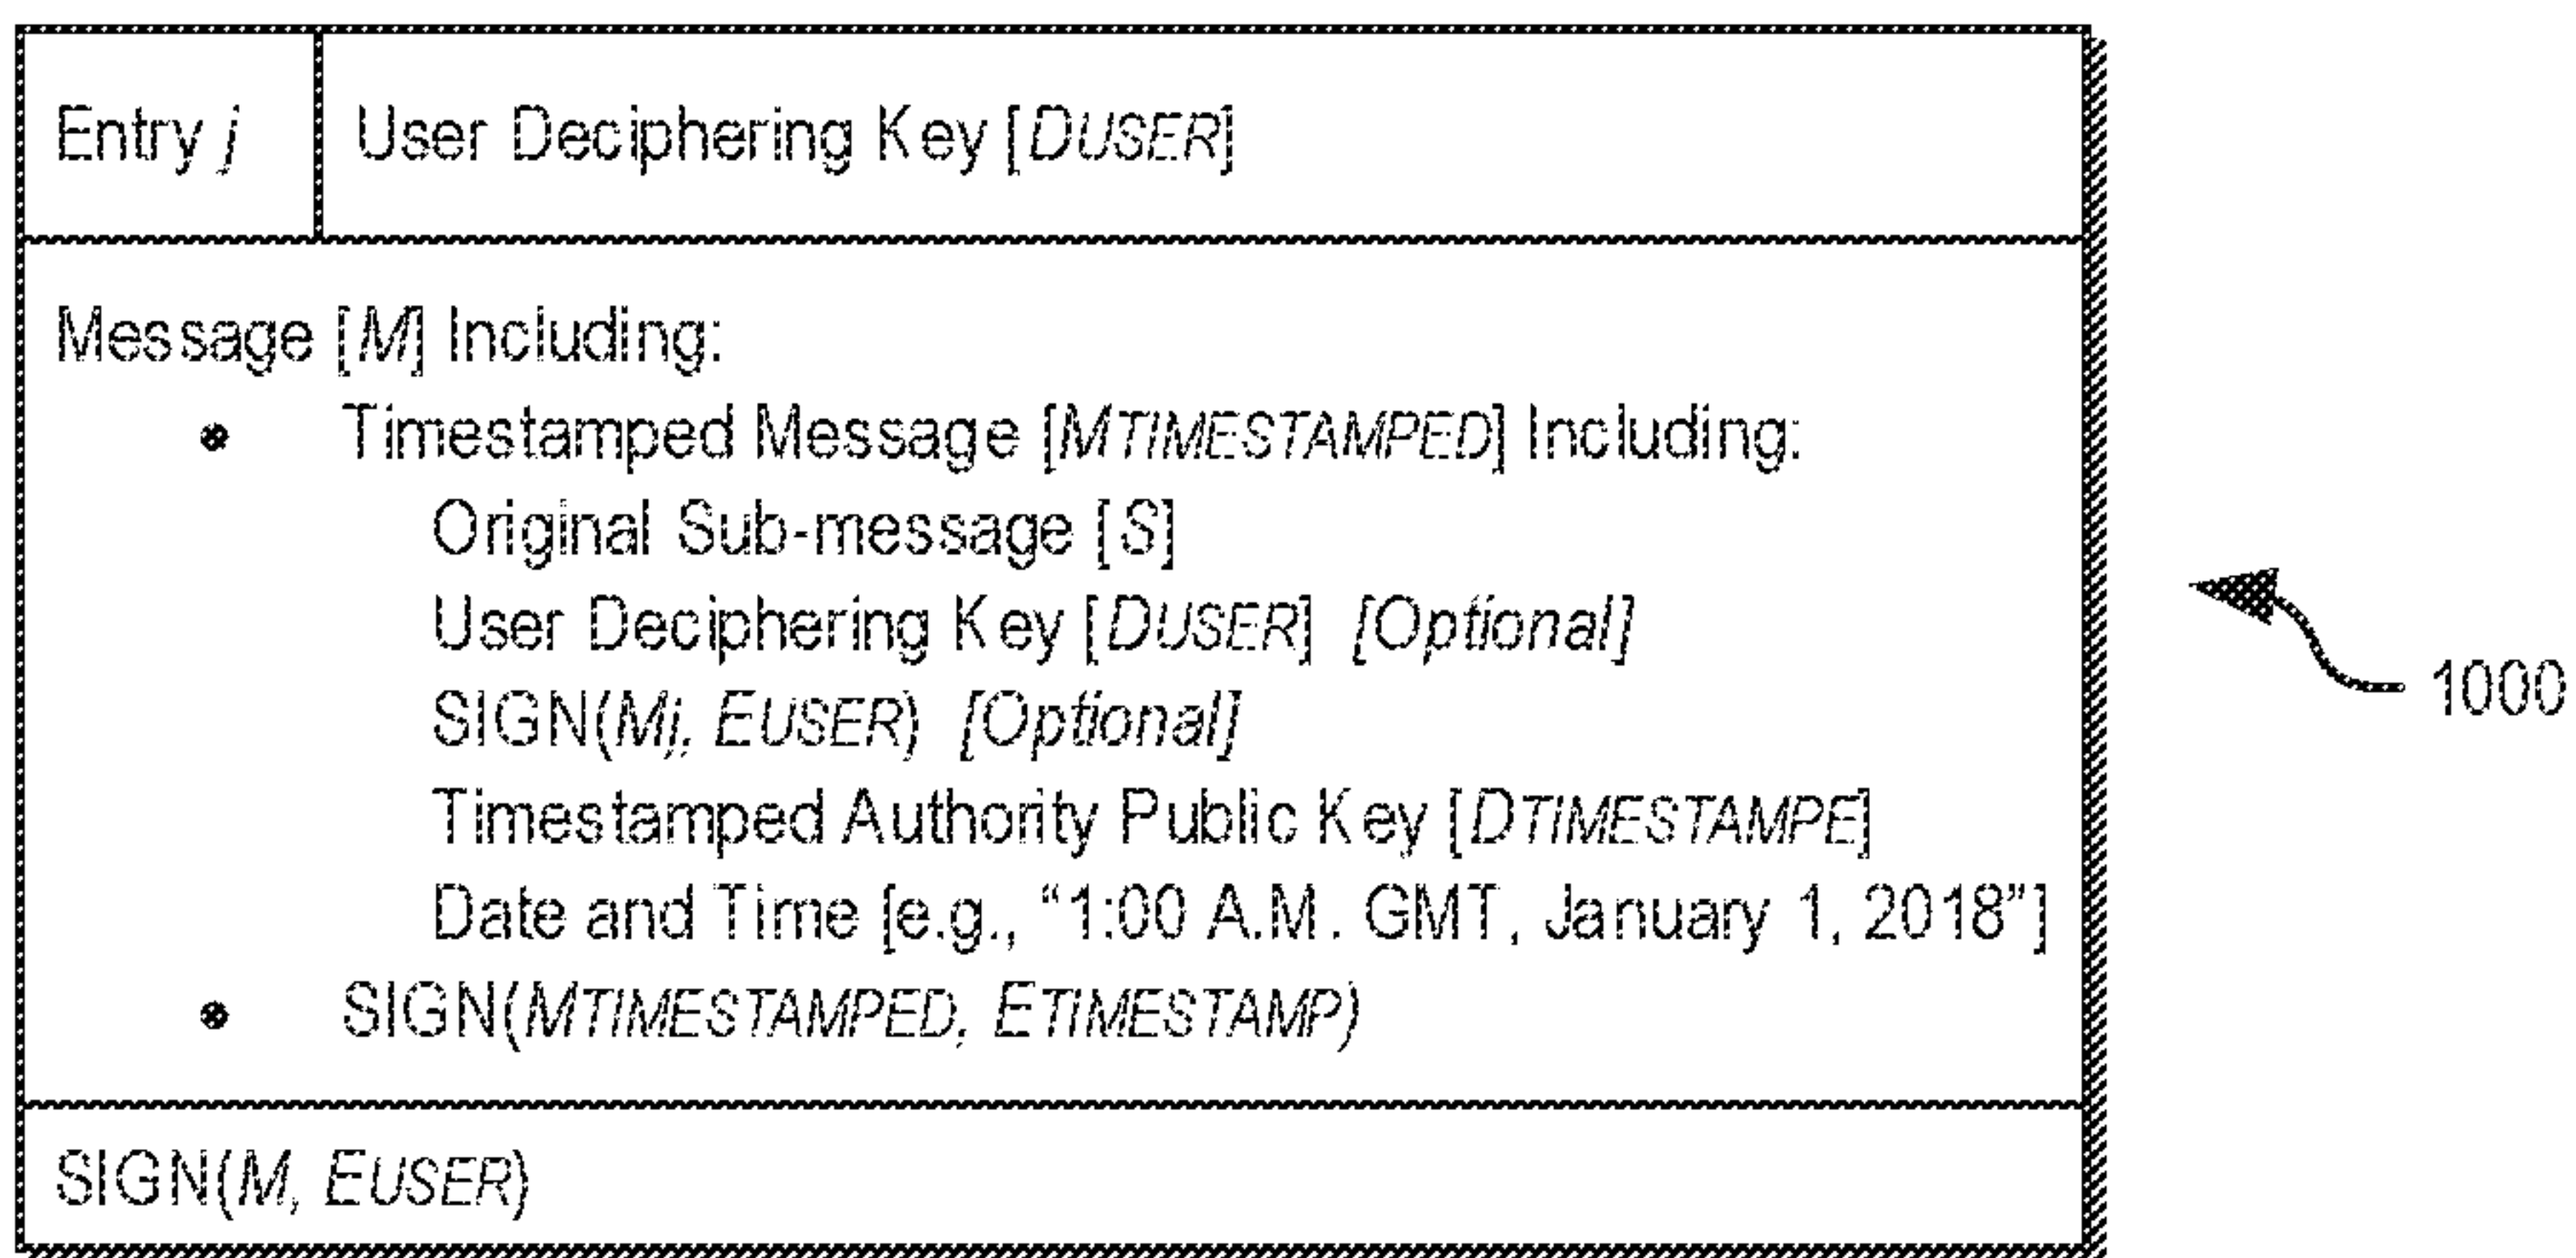 Entry j User Deciphering Key [DUSER]
Message [M] Including:
• Timestamped Message [MTIMESTAMPED] Including:
Original Sub-message [S]
User Deciphering Key [DUSER] [Optional]
SIGN(Mj, EUSER) [Optional]
Timestamped Authority Public Key [DTIMESTAMPE]
Date and Time [e.g., “1:00 A.M. GMT, January 1, 2018”]
• SIGN(MTIMESTAMPED, ETIMESTAMP)
SIGN(M, EUSER)
1000